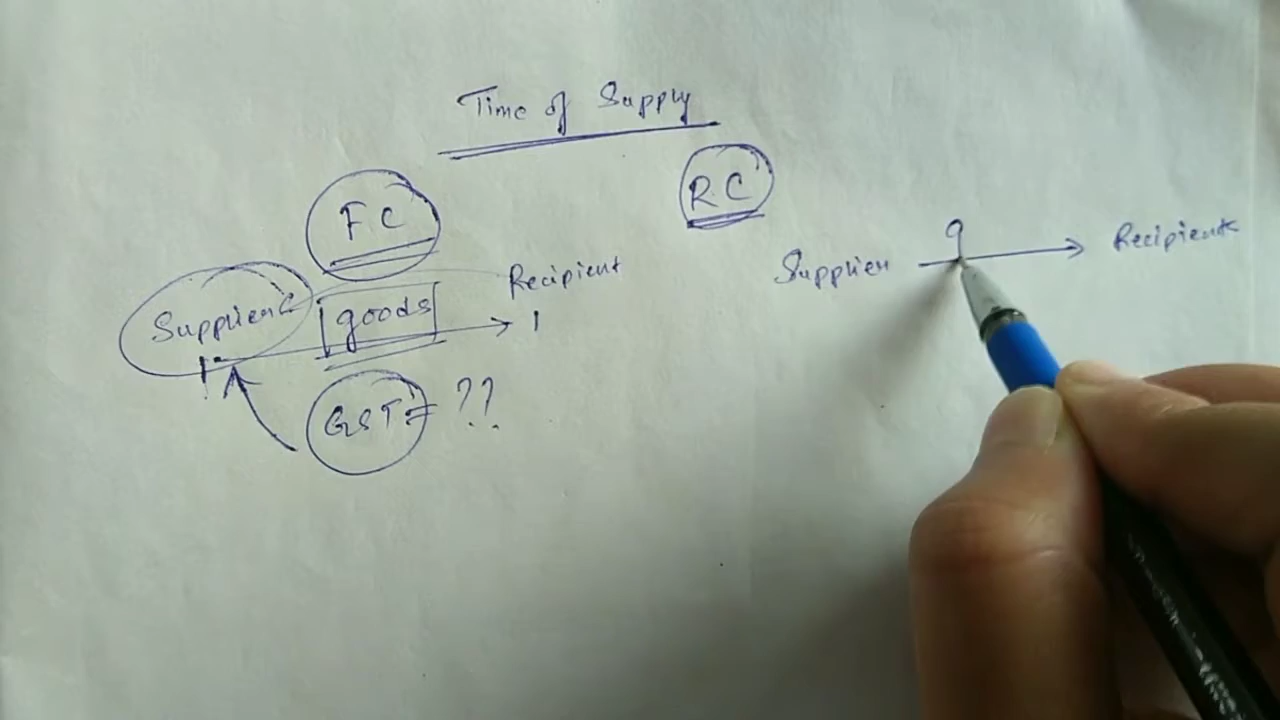 Time of Supply
FC
RC
Supplier
goods
Recipient
GST = ??
Supplier
g
Recipient